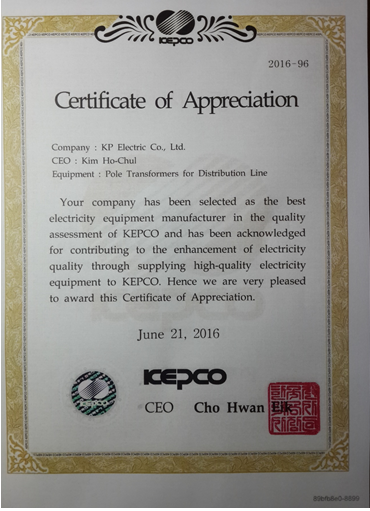 KEPCO
2016-96
Certificate of Appreciation
Company : KP Electric Co., Ltd.
CEO : Kim Ho-Chul
Equipment : Pole Transformers for Distribution Line
Your company has been selected as the best
electricity equipment manufacturer in the quality
assessment of KEPCO and has been acknowledged
for contributing to the enhancement of electricity
quality through supplying high-quality electricity
equipment to KEPCO. Hence we are very pleased
to award this Certificate of Appreciation.
June 21, 2016
KEPCO
CEO Cho Hwan Eik